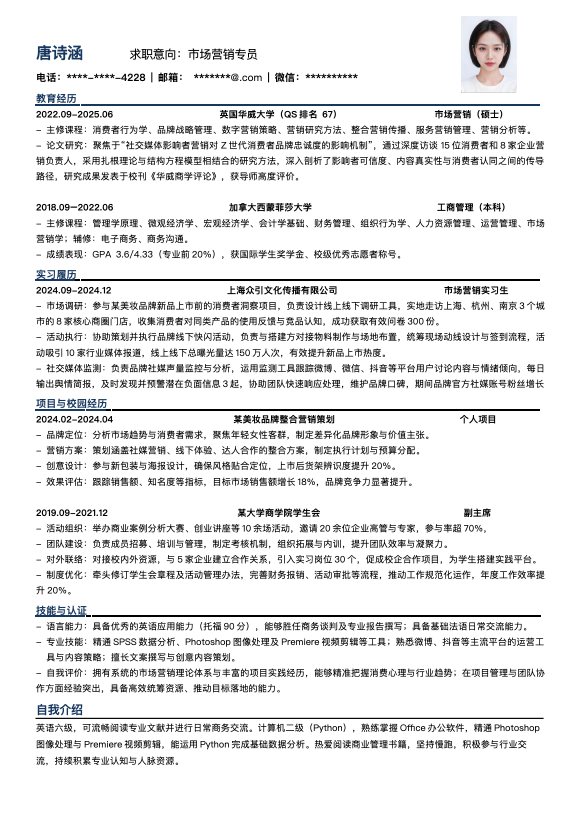 唐诗涵 求职意向：市场营销专员
电话：****-****-4228 | 邮箱： *******@.com | 微信：**********
教育经历
2022.09-2025.06 英国华威大学（QS 排名 67） 市场营销（硕士）
- 主修课程：消费者行为学、品牌战略管理、数字营销策略、营销研究方法、整合营销传播、服务营销管理、营销分析等。
- 论文研究：聚焦于“社交媒体影响者营销对 Z 世代消费者品牌忠诚度的影响机制”，通过深度访谈 15 位消费者和 8 家企业营
销负责人，采用扎根理论与结构方程模型相结合的研究方法，深入剖析了影响者可信度、内容真实性与消费者认同之间的传导
路径，研究成果发表于校刊《华威商学评论》，获导师高度评价。
2018.09—2022.06 加拿大西蒙菲莎大学 工商管理（本科）
- 主修课程：管理学原理、微观经济学、宏观经济学、会计学基础、财务管理、组织行为学、人力资源管理、运营管理、市场
营销学；辅修：电子商务、商务沟通。
- 成绩表现：GPA 3.6/4.33（专业前 20%），获国际学生奖学金、校级优秀志愿者称号。
实习履历
2024.09-2024.12 上海众引文化传播有限公司 市场营销实习生
- 市场调研：参与某美妆品牌新品上市前的消费者洞察项目，负责设计线上线下调研工具，实地走访上海、杭州、南京 3 个城
市的 8 家核心商圈门店，收集消费者对同类产品的使用反馈与竞品认知，成功获取有效问卷 300 份。
- 活动执行：协助策划并执行品牌线下快闪活动，负责与搭建方对接物料制作与场地布置，统筹现场动线设计与签到流程，活
动吸引 10 家行业媒体报道，线上线下总曝光量达 150 万人次，有效提升新品上市热度。
- 社交媒体监测：负责品牌社媒声量监控与分析，运用监测工具跟踪微博、微信、抖音等平台用户讨论内容与情绪倾向，每日
输出舆情简报，及时发现并预警潜在负面信息 3 起，协助团队快速响应处理，维护品牌口碑，期间品牌官方社媒账号粉丝增长
项目与校园经历
2024.02-2024.04 某美妆品牌整合营销策划 个人项目
- 品牌定位：分析市场趋势与消费者需求，聚焦年轻女性客群，制定差异化品牌形象与价值主张。
- 营销方案：策划涵盖社媒营销、线下体验、达人合作的整合方案，制定执行计划与预算分配。
- 创意设计：参与新包装与海报设计，确保风格贴合定位，上市后货架辨识度提升 20%。
- 效果评估：跟踪销售额、知名度等指标，目标市场销售额增长 18%，品牌竞争力显著提升。
2019.09-2021.12 某大学商学院学生会 副主席
- 活动组织：举办商业案例分析大赛、创业讲座等 10 余场活动，邀请 20 余位企业高管与专家，参与率超 70%，
- 团队建设：负责成员招募、培训与管理，制定考核机制，组织拓展与内训，提升团队效率与凝聚力。
- 对外联络：对接校内外资源，与 5 家企业建立合作关系，引入实习岗位 30 个，促成校企合作项目，为学生搭建实践平台。
- 制度优化：牵头修订学生会章程及活动管理办法，完善财务报销、活动审批等流程，推动工作规范化运作，年度工作效率提
升 20%。
技能与认证
- 语言能力：具备优秀的英语应用能力（托福 90 分），能够胜任商务谈判及专业报告撰写；具备基础法语日常交流能力。
- 专业技能：精通 SPSS 数据分析、Photoshop 图像处理及 Premiere 视频剪辑等工具；熟悉微博、抖音等主流平台的运营工
具与内容策略；擅长文案撰写与创意内容策划。
- 自我评价：拥有系统的市场营销理论体系与丰富的项目实践经历，能够精准把握消费心理与行业趋势；在项目管理与团队协
作方面经验突出，具备高效统筹资源、推动目标落地的能力。
自我介绍
英语六级，可流畅阅读专业文献并进行日常商务交流。计算机二级（Python），熟练掌握 Office 办公软件，精通 Photoshop
图像处理与 Premiere 视频剪辑，能运用 Python 完成基础数据分析。热爱阅读商业管理书籍，坚持慢跑，积极参与行业交
流，持续积累专业认知与人脉资源。